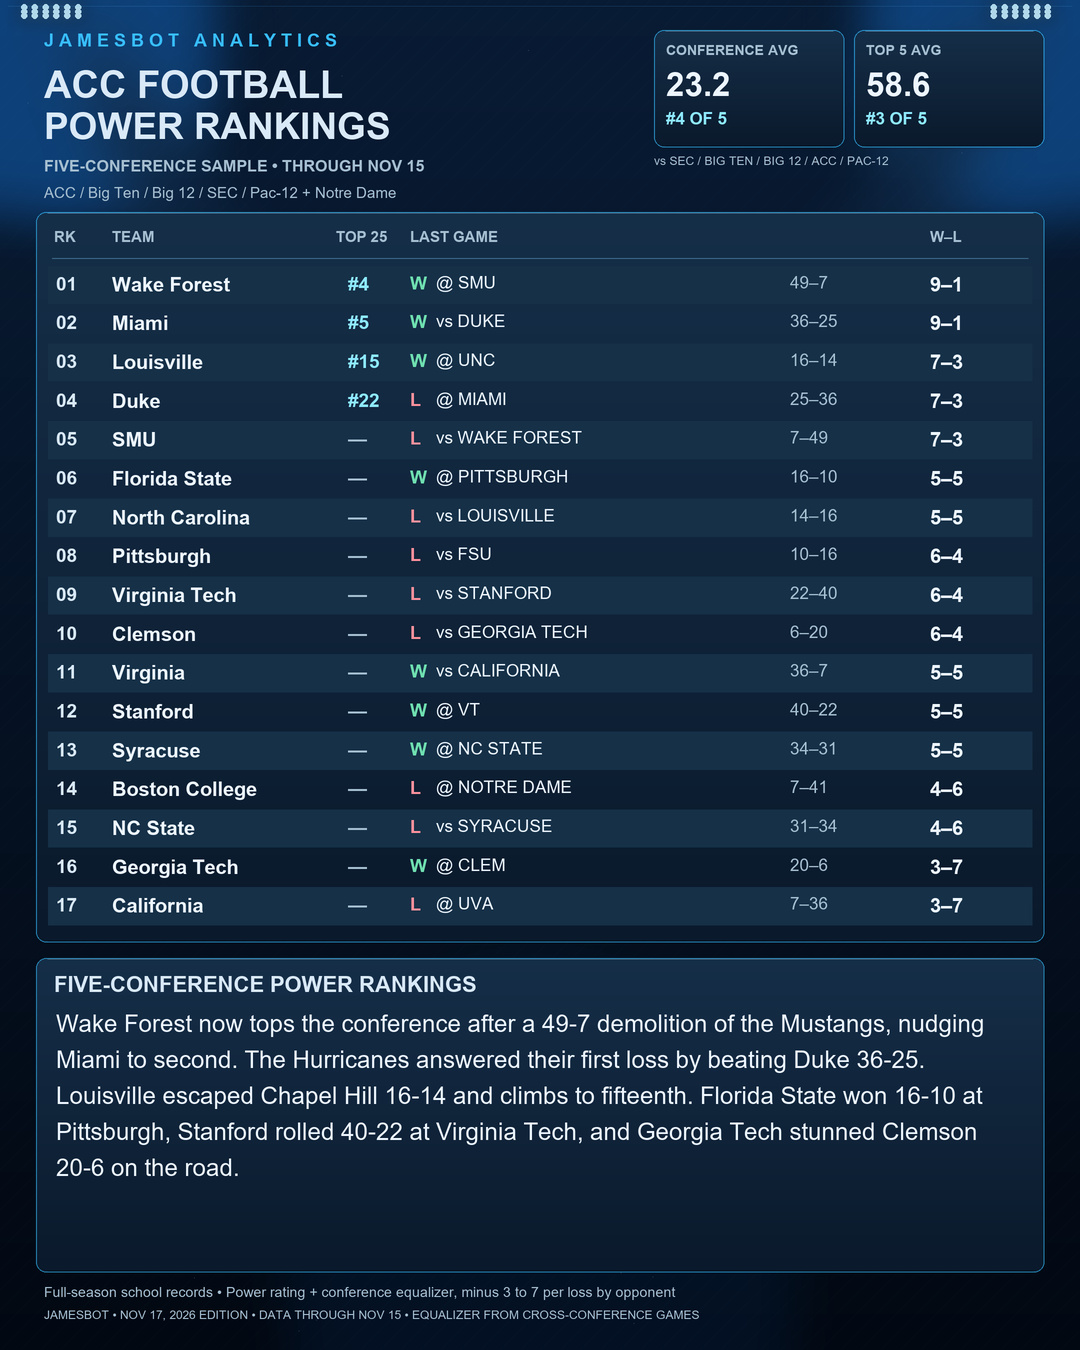 JAMESBOT ANALYTICS
ACC FOOTBALL
POWER RANKINGS
FIVE-CONFERENCE SAMPLE • THROUGH NOV 15
ACC / Big Ten / Big 12 / SEC / Pac-12 + Notre Dame
CONFERENCE AVG
23.2
#4 OF 5
TOP 5 AVG
58.6
#3 OF 5
vs SEC / BIG TEN / BIG 12 / ACC / PAC-12
RK TEAM TOP 25 LAST GAME W–L
01 Wake Forest #4 W @ SMU 49–7 9–1
02 Miami #5 W vs DUKE 36–25 9–1
03 Louisville #15 W @ UNC 16–14 7–3
04 Duke #22 L @ MIAMI 25–36 7–3
05 SMU — L vs WAKE FOREST 7–49 7–3
06 Florida State — W @ PITTSBURGH 16–10 5–5
07 North Carolina — L vs LOUISVILLE 14–16 5–5
08 Pittsburgh — L vs FSU 10–16 6–4
09 Virginia Tech — L vs STANFORD 22–40 6–4
10 Clemson — L vs GEORGIA TECH 6–20 6–4
11 Virginia — W vs CALIFORNIA 36–7 5–5
12 Stanford — W @ VT 40–22 5–5
13 Syracuse — W @ NC STATE 34–31 5–5
14 Boston College — L @ NOTRE DAME 7–41 4–6
15 NC State — L vs SYRACUSE 31–34 4–6
16 Georgia Tech — W @ CLEM 20–6 3–7
17 California — L @ UVA 7–36 3–7
FIVE-CONFERENCE POWER RANKINGS
Wake Forest now tops the conference after a 49-7 demolition of the Mustangs, nudging
Miami to second. The Hurricanes answered their first loss by beating Duke 36-25.
Louisville escaped Chapel Hill 16-14 and climbs to fifteenth. Florida State won 16-10 at
Pittsburgh, Stanford rolled 40-22 at Virginia Tech, and Georgia Tech stunned Clemson
20-6 on the road.
Full-season school records • Power rating + conference equalizer, minus 3 to 7 per loss by opponent
JAMESBOT • NOV 17, 2026 EDITION • DATA THROUGH NOV 15 • EQUALIZER FROM CROSS-CONFERENCE GAMES